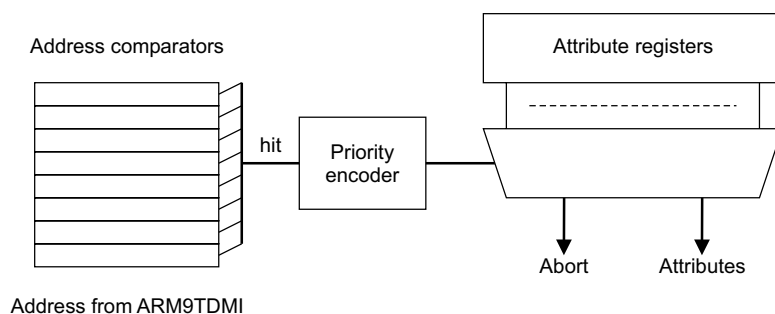 Address comparators
Attribute registers
hit
Priority
encoder
Abort
Attributes
Address from ARM9TDMI